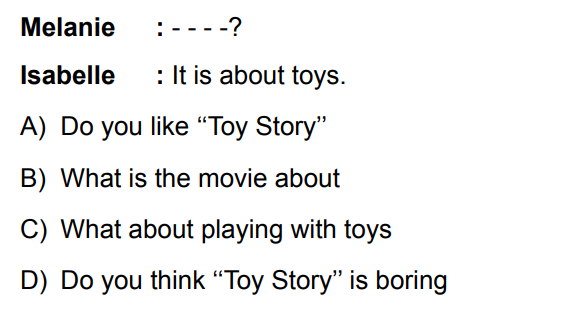 Melanie : - - - -?
Isabelle : It is about toys.
A) Do you like “Toy Story”
B) What is the movie about
C) What about playing with toys
D) Do you think “Toy Story” is boring